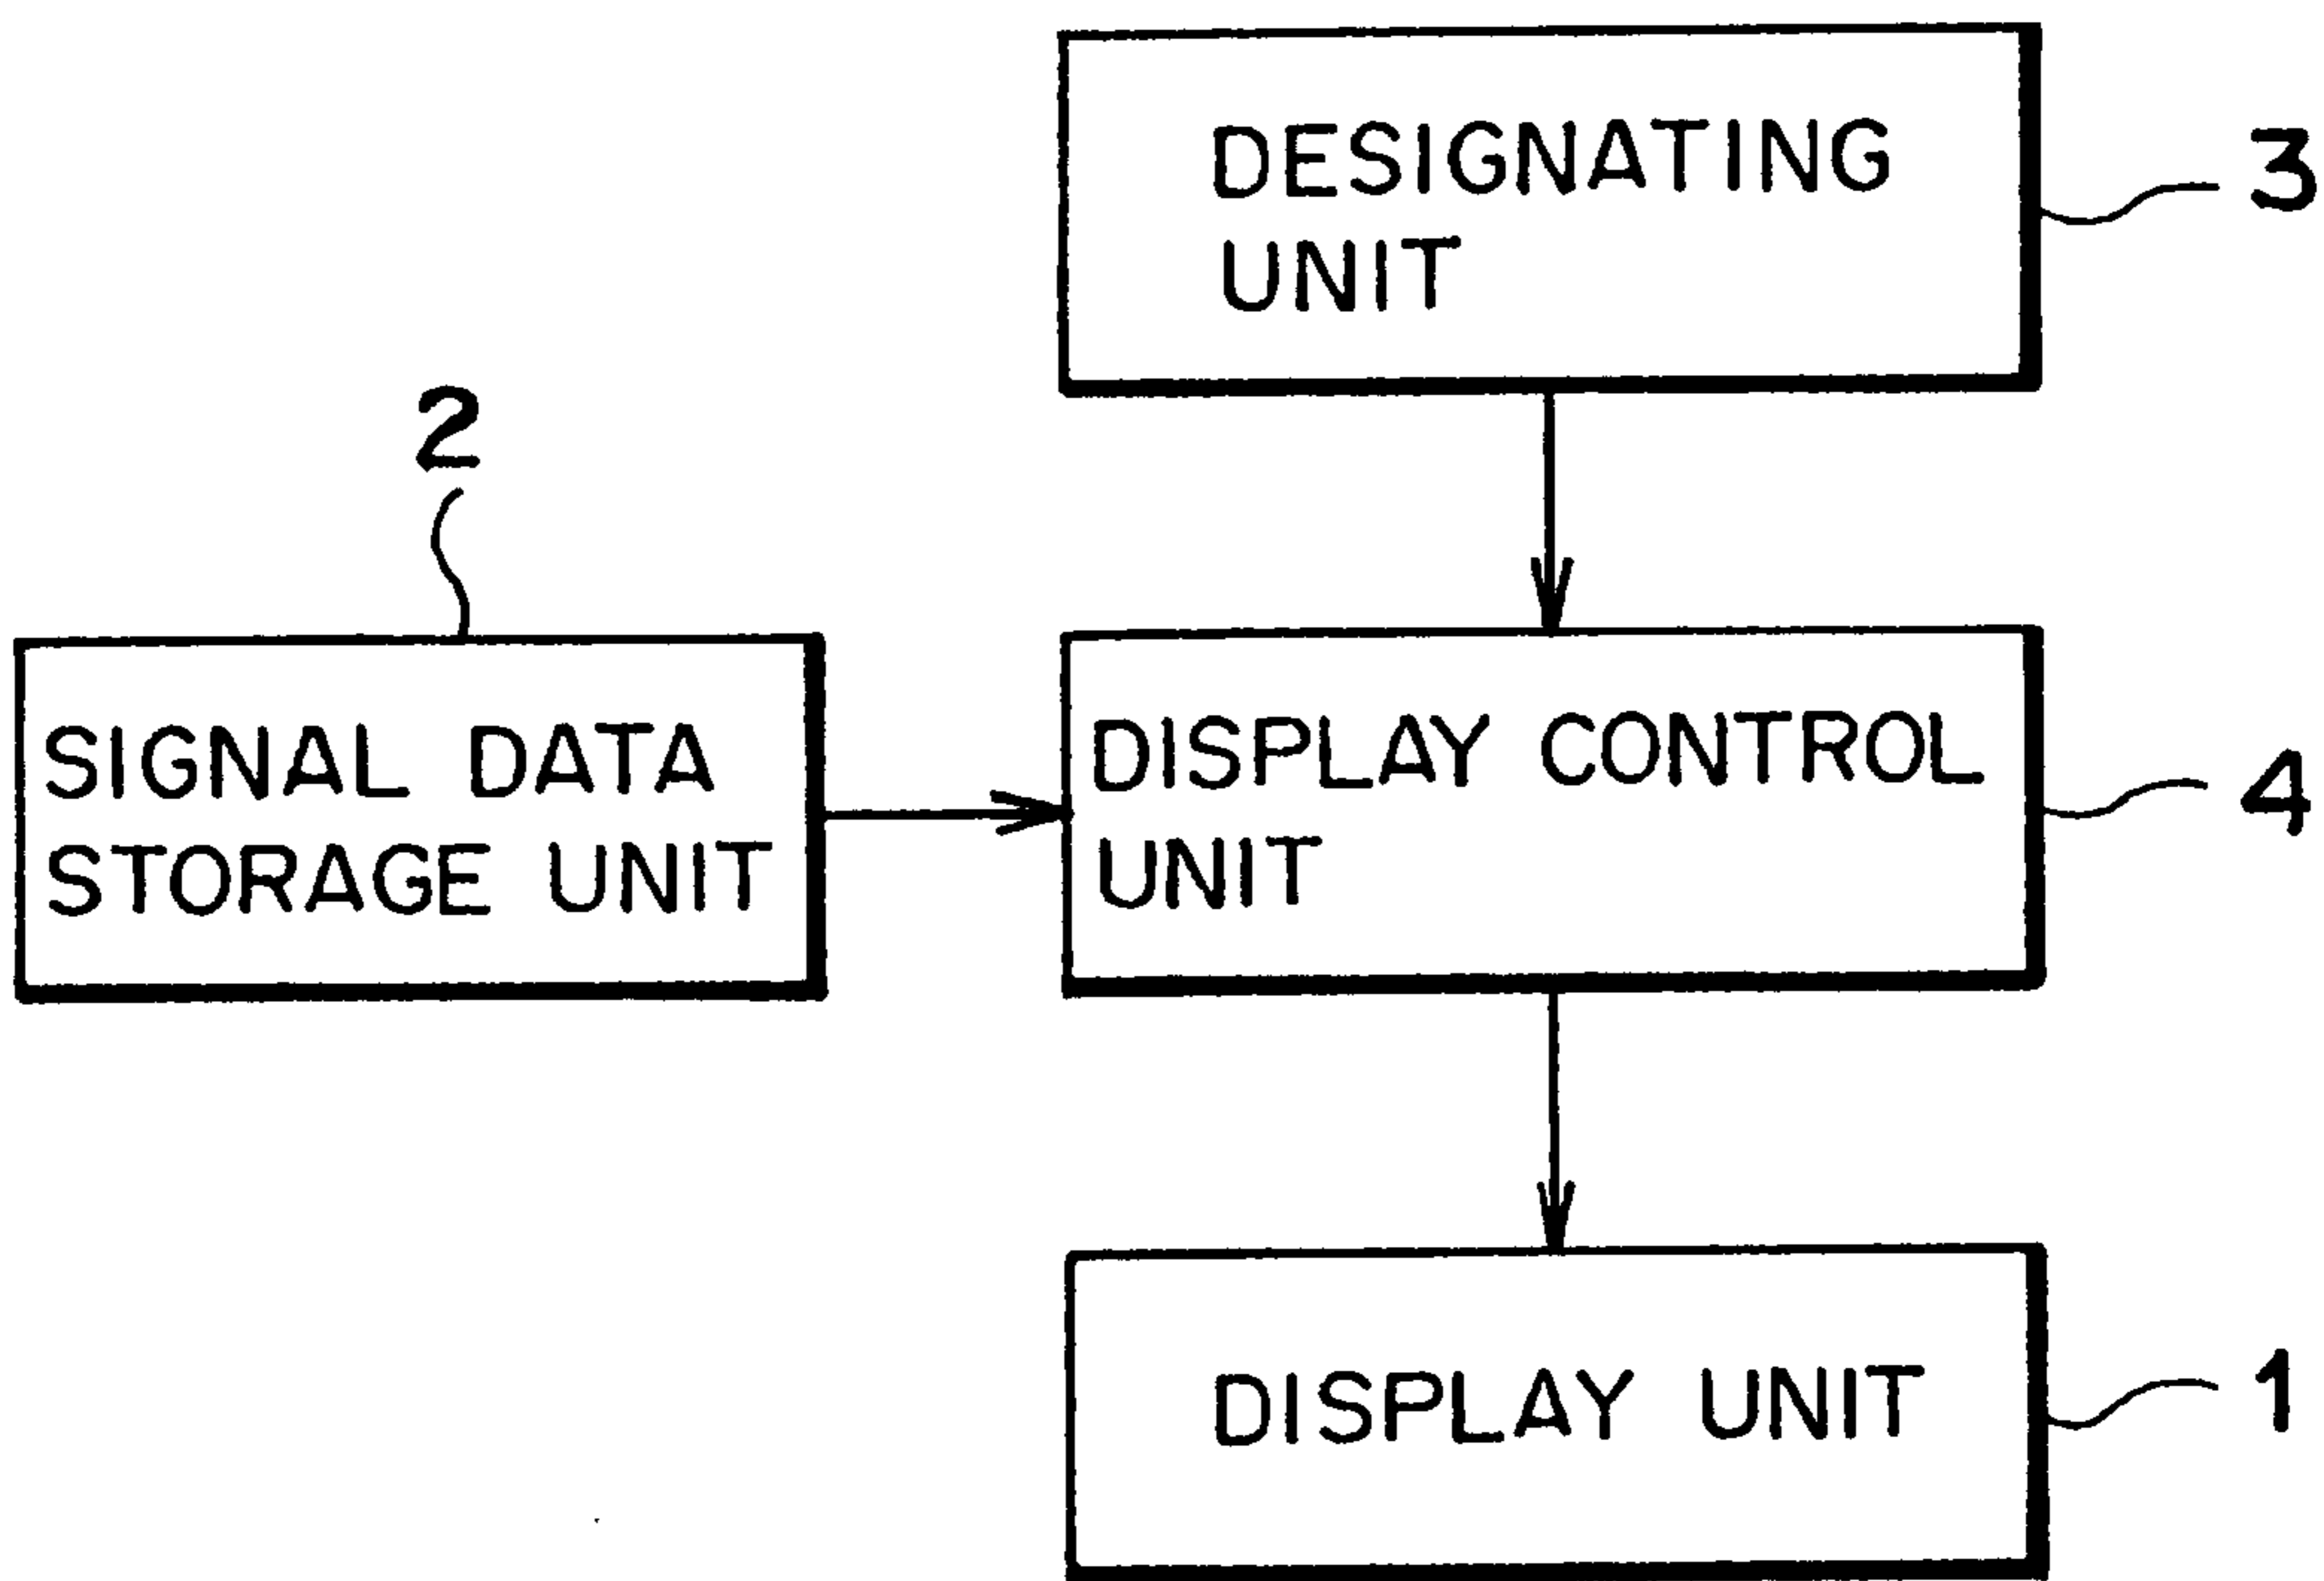 DESIGNATING
UNIT
3
2
SIGNAL DATA
STORAGE UNIT
DISPLAY CONTROL
UNIT
4
DISPLAY UNIT
1